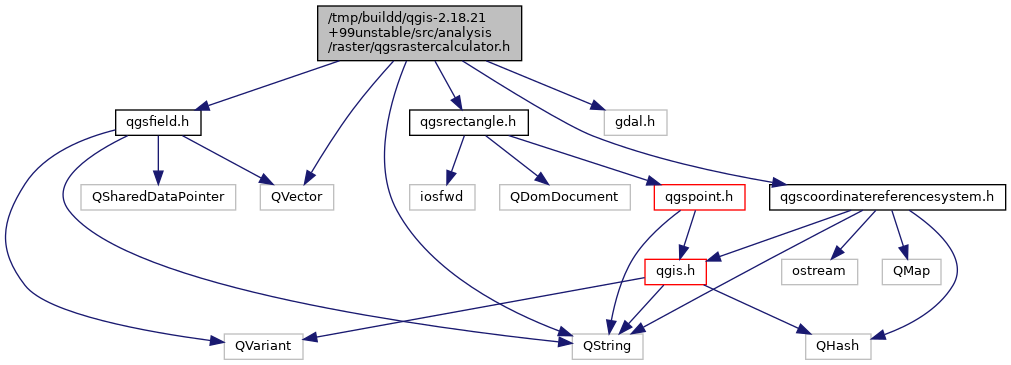 /tmp/buildd/qgis-2.18.21
+99unstable/src/analysis
/raster/qgsrastercalculator.h
qgsfield.h
qgsrectangle.h
gdal.h
QSharedDataPointer
QVector
iosfwd
QDomDocument
qgspoint.h
qgscoordinatereferencesystem.h
qgis.h
ostream
QMap
QVariant
QString
QHash